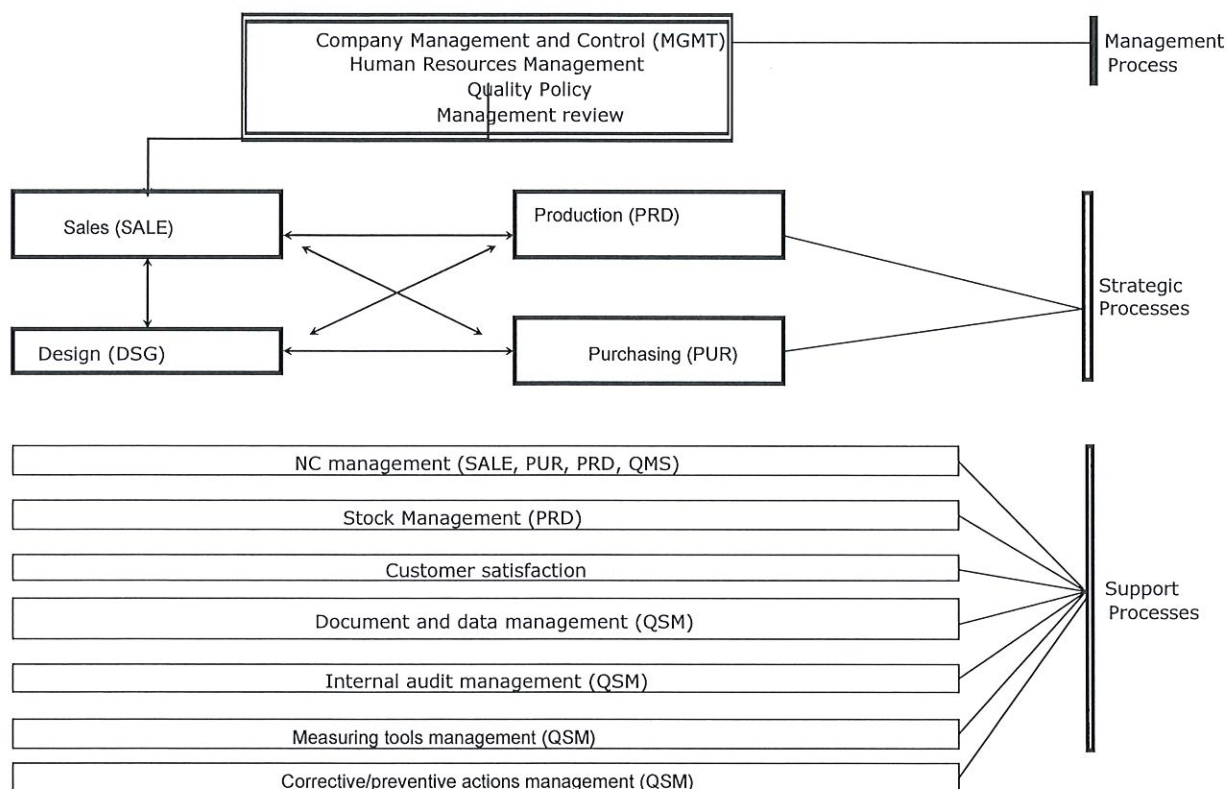 Company Management and Control (MGMT)
Human Resources Management
Quality Policy
Management review
Management
Process
Sales (SALE)
Production (PRD)
Design (DSG)
Purchasing (PUR)
Strategic
Processes
NC management (SALE, PUR, PRD, QMS)
Stock Management (PRD)
Customer satisfaction
Document and data management (QSM)
Internal audit management (QSM)
Measuring tools management (QSM)
Corrective/preventive actions management (QSM)
Support
Processes